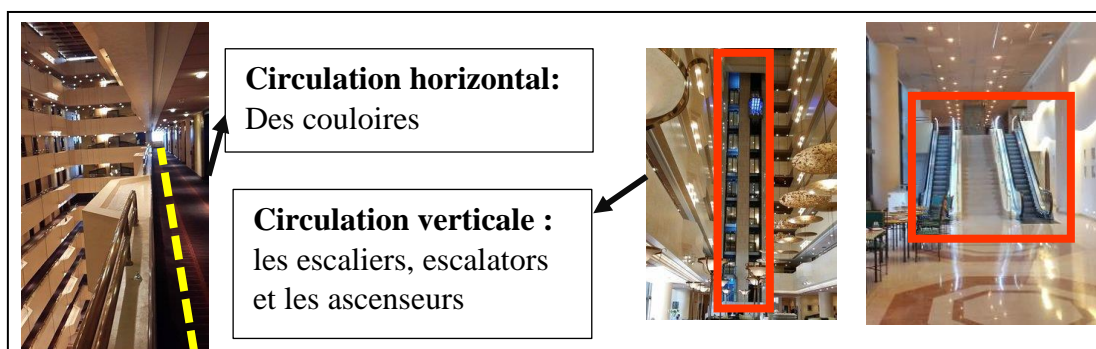 Circulation horizontal:
Des couloires
Circulation verticale :
les escaliers, escalators
et les ascenseurs